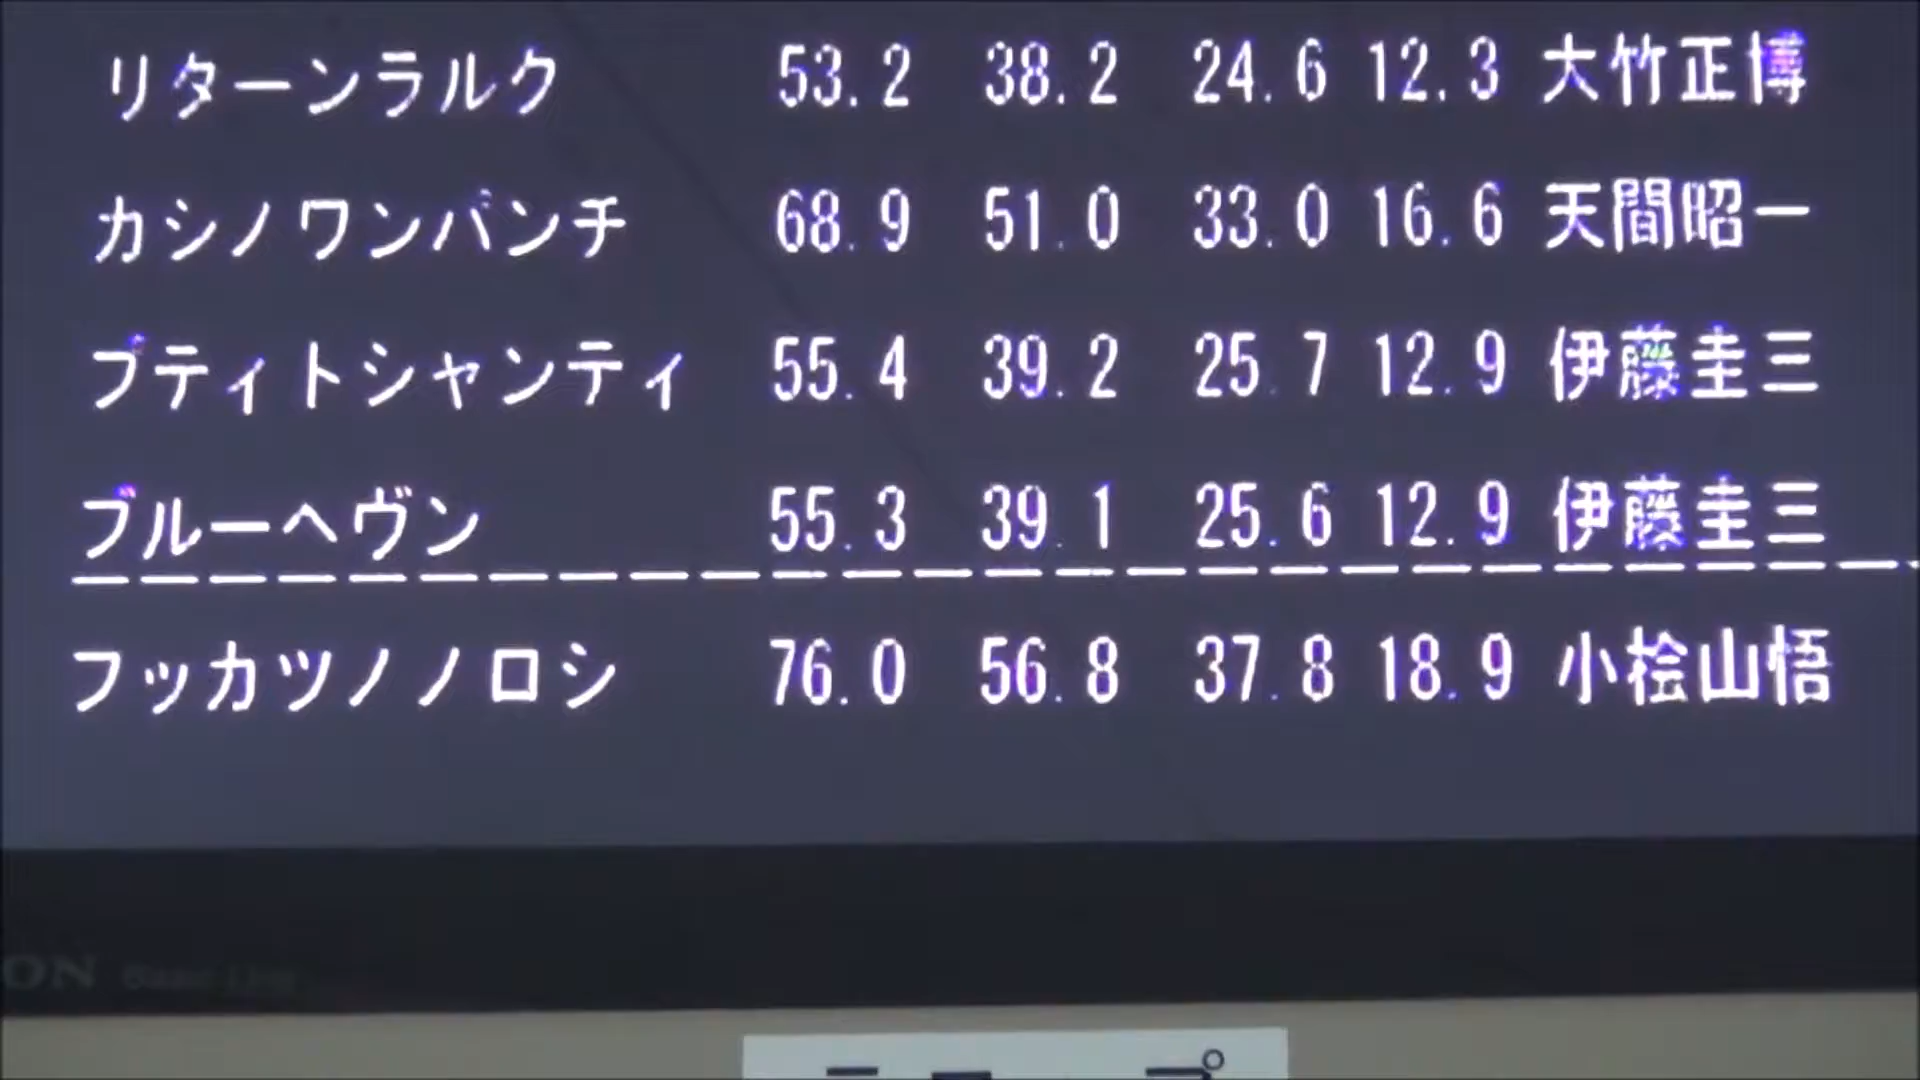 リターンラルク 53.2 38.2 24.6 12.3 大竹正博
カシノワンパンチ 68.9 51.0 33.0 16.6 天間昭一
プティトシャンティ 55.4 39.2 25.7 12.9 伊藤圭三
ブルーヘヴン 55.3 39.1 25.6 12.9 伊藤圭三
フッカツノノロシ 76.0 56.8 37.8 18.9 小桧山悟
ON